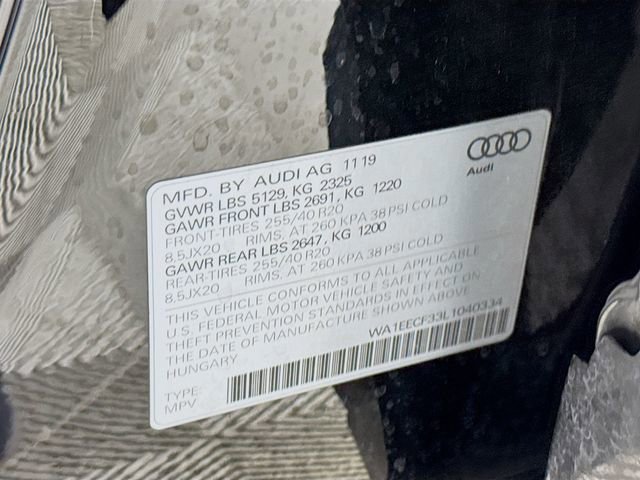 MFD. BY AUDI AG 11 19
GVWR LBS 5129, KG 2325
GAWR FRONT LBS 2691, KG 1220
FRONT-TIRES 255/40 R20
8,5JX20 RIMS, AT 260 KPA 38 PSI COLD
GAWR REAR LBS 2647, KG 1200
REAR-TIRES 255/40 R20
8,5JX20 RIMS, AT 260 KPA 38 PSI COLD
THIS VEHICLE CONFORMS TO ALL APPLICABLE
U.S. FEDERAL MOTOR VEHICLE SAFETY AND
THEFT PREVENTION STANDARDS IN EFFECT ON
THE DATE OF MANUFACTURE SHOWN ABOVE
HUNGARY WA1EECF33L1040334
TYPE:
MPV
Audi